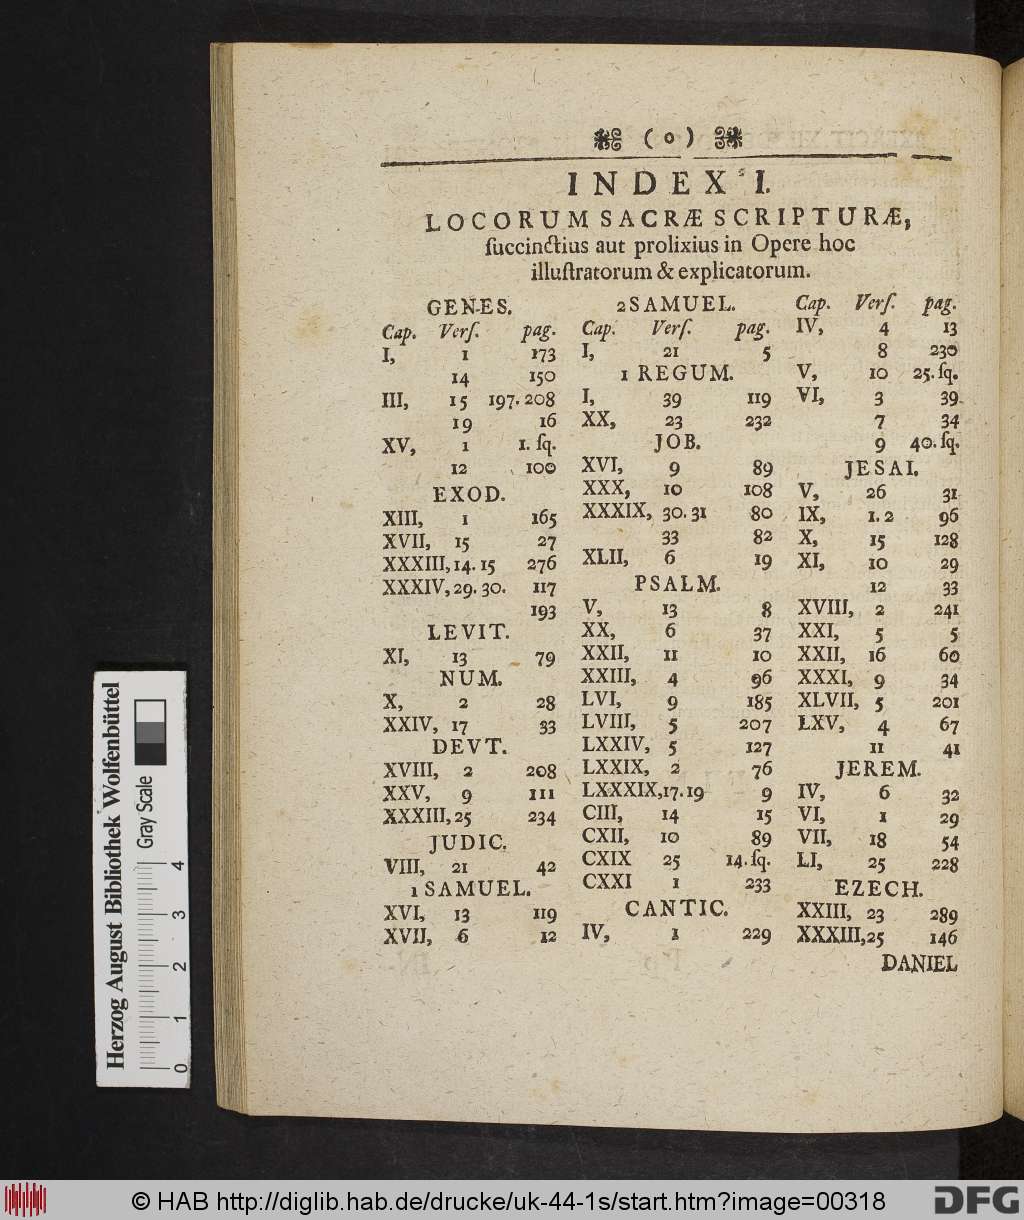 ( o )
INDEX I.
LOCORUM SACRÆ SCRIPTURÆ,
ſuccinctius aut prolixius in Opere hoc
illuſtratorum & explicatorum.
GENES.
Cap. Verſ. pag.
I, 1 173
14 150
III, 15 197. 208
19 16
XV, 1 1. ſq.
12 100
EXOD.
XIII, 1 165
XVII, 15 27
XXXIII, 14. 15 276
XXXIV, 29. 30. 117
193
LEVIT.
XI, 13 79
NUM.
X, 2 28
XXIV, 17 33
DEVT.
XVIII, 2 208
XXV, 9 111
XXXIII, 25 234
JUDIC.
VIII, 21 42
1 SAMUEL.
XVI, 13 119
XVII, 6 12
2 SAMUEL.
Cap. Verſ. pag.
I, 21 5
1 REGUM.
I, 39 119
XX, 23 232
JOB.
XVI, 9 89
XXX, 10 108
XXXIX, 30. 31 80
33 82
XLII, 6 19
PSALM.
V, 13 8
XX, 6 37
XXII, 11 10
XXIII, 4 96
LVI, 9 185
LVIII, 5 207
LXXIV, 5 127
LXXIX, 2 76
LXXXIX, 17. 19 9
CIII, 14 15
CXII, 10 89
CXIX 25 14. ſq.
CXXI 1 233
CANTIC.
IV, 1 229
Cap. Verſ. pag.
IV, 4 13
8 230
V, 10 25. ſq.
VI, 3 39
7 34
9 40. ſq.
JESAI.
V, 26 31
IX, 1. 2 96
X, 15 128
XI, 10 29
12 33
XVIII, 2 241
XXI, 5 5
XXII, 16 60
XXXI, 9 34
XLVII, 5 201
LXV, 4 67
11 41
JEREM.
IV, 6 32
VI, 1 29
VII, 18 54
LI, 25 228
EZECH.
XXIII, 23 289
XXXIII, 25 146
DANIEL
Herzog August Bibliothek Wolfenbüttel
Gray Scale
0 1 2 3 4
© HAB http://diglib.hab.de/drucke/uk-44-1s/start.htm?image=00318
DFG